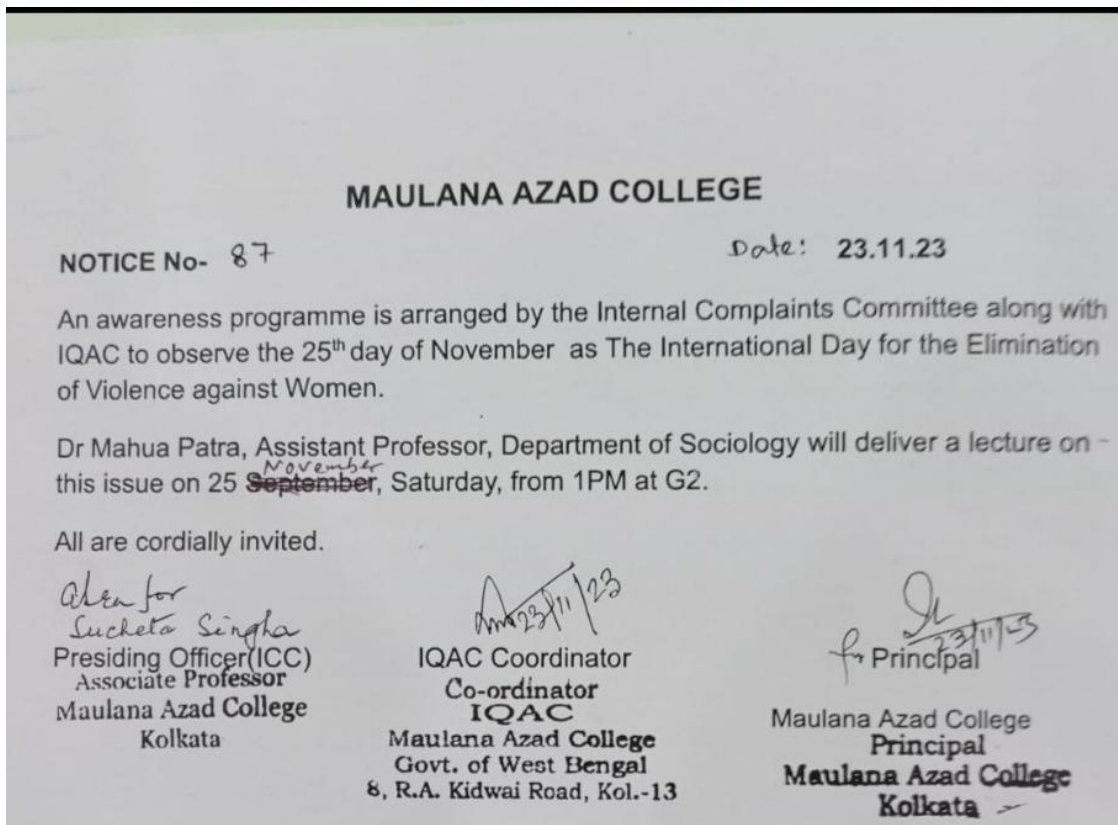 MAULANA AZAD COLLEGE
NOTICE No- 87 Date: 23.11.23
An awareness programme is arranged by the Internal Complaints Committee along with
IQAC to observe the 25th day of November as The International Day for the Elimination
of Violence against Women.
Dr Mahua Patra, Assistant Professor, Department of Sociology will deliver a lecture on -
November
this issue on 25 September, Saturday, from 1PM at G2.
All are cordially invited.
for
Sucheta Singha 23/11/23 23/11/23
Presiding Officer(ICC) IQAC Coordinator for Principal
Associate Professor Co-ordinator
Maulana Azad College IQAC Maulana Azad College
Kolkata Maulana Azad College Principal
Govt. of West Bengal Maulana Azad College
8, R.A. Kidwai Road, Kol.-13 Kolkata